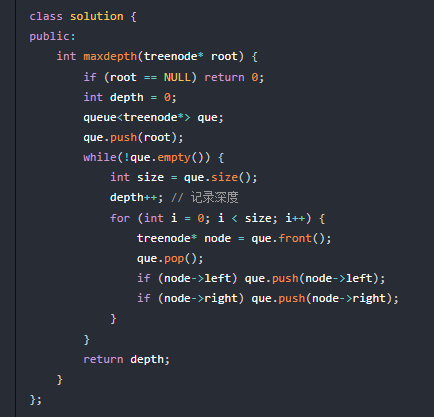 class solution {
public:
    int maxdepth(treenode* root) {
        if (root == NULL) return 0;
        int depth = 0;
        queue<treenode*> que;
        que.push(root);
        while(!que.empty()) {
            int size = que.size();
            depth++; // 记录深度
            for (int i = 0; i < size; i++) {
                treenode* node = que.front();
                que.pop();
                if (node->left) que.push(node->left);
                if (node->right) que.push(node->right);
            }
        }
        return depth;
    }
};